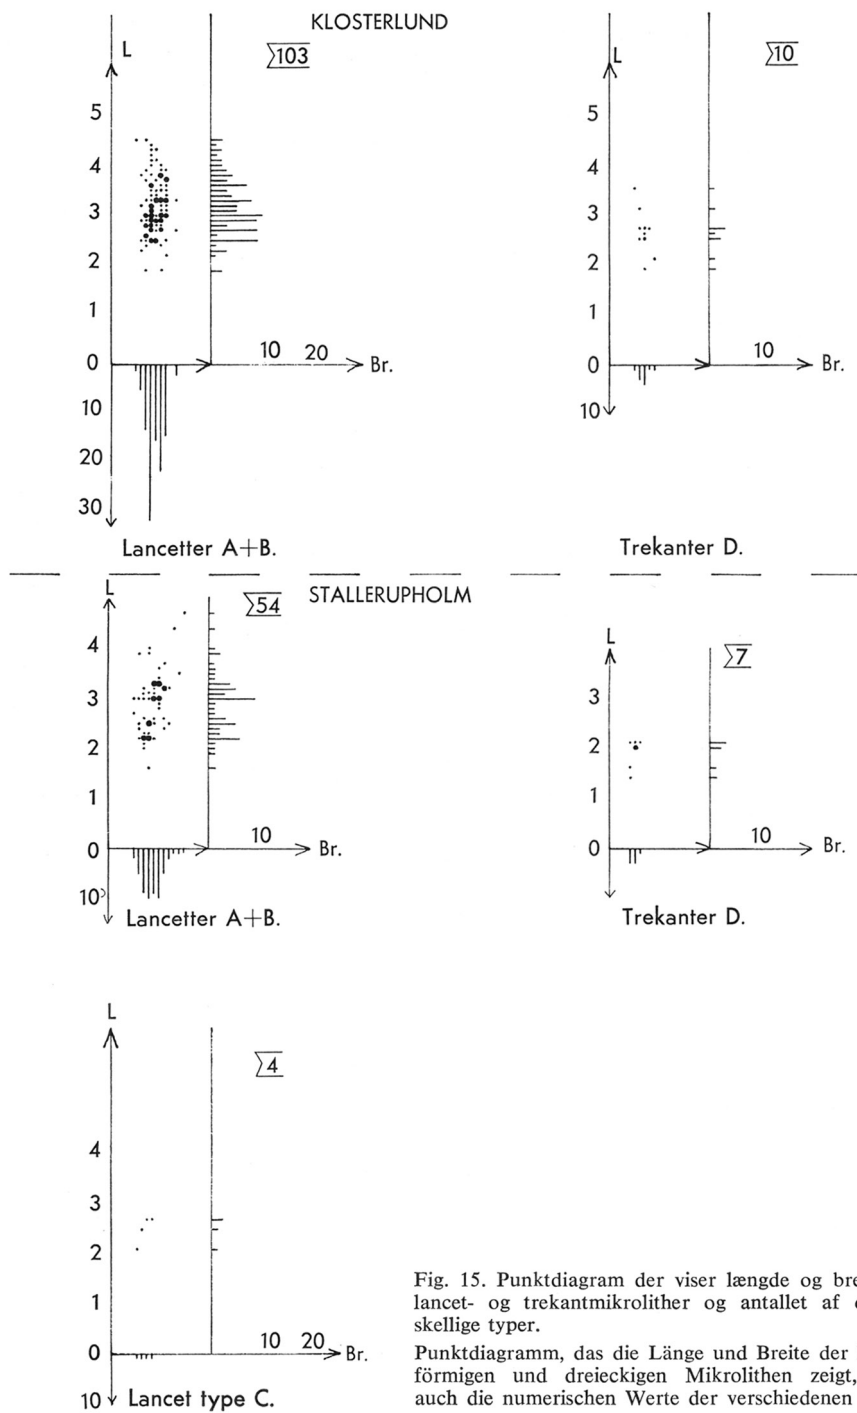 KLOSTERLUND
L
∑103
5
4
3
2
1
0
10
20
30
10 20
Br.
Lancetter A+B.
L
∑10
5
4
3
2
1
0
10
10
Br.
Trekanter D.
STALLERUPHOLM
L
∑54
4
3
2
1
0
10
10
Br.
Lancetter A+B.
L
∑7
3
2
1
0
10
Br.
Trekanter D.
L
∑4
4
3
2
1
0
10
10 20
Br.
Lancet type C.
Fig. 15. Punktdiagram der viser længde og bre
lancet- og trekantmikrolither og antallet af
skellige typer.
Punktdiagramm, das die Länge und Breite der
förmigen und dreieckigen Mikrolithen zeigt,
auch die numerischen Werte der verschiedenen